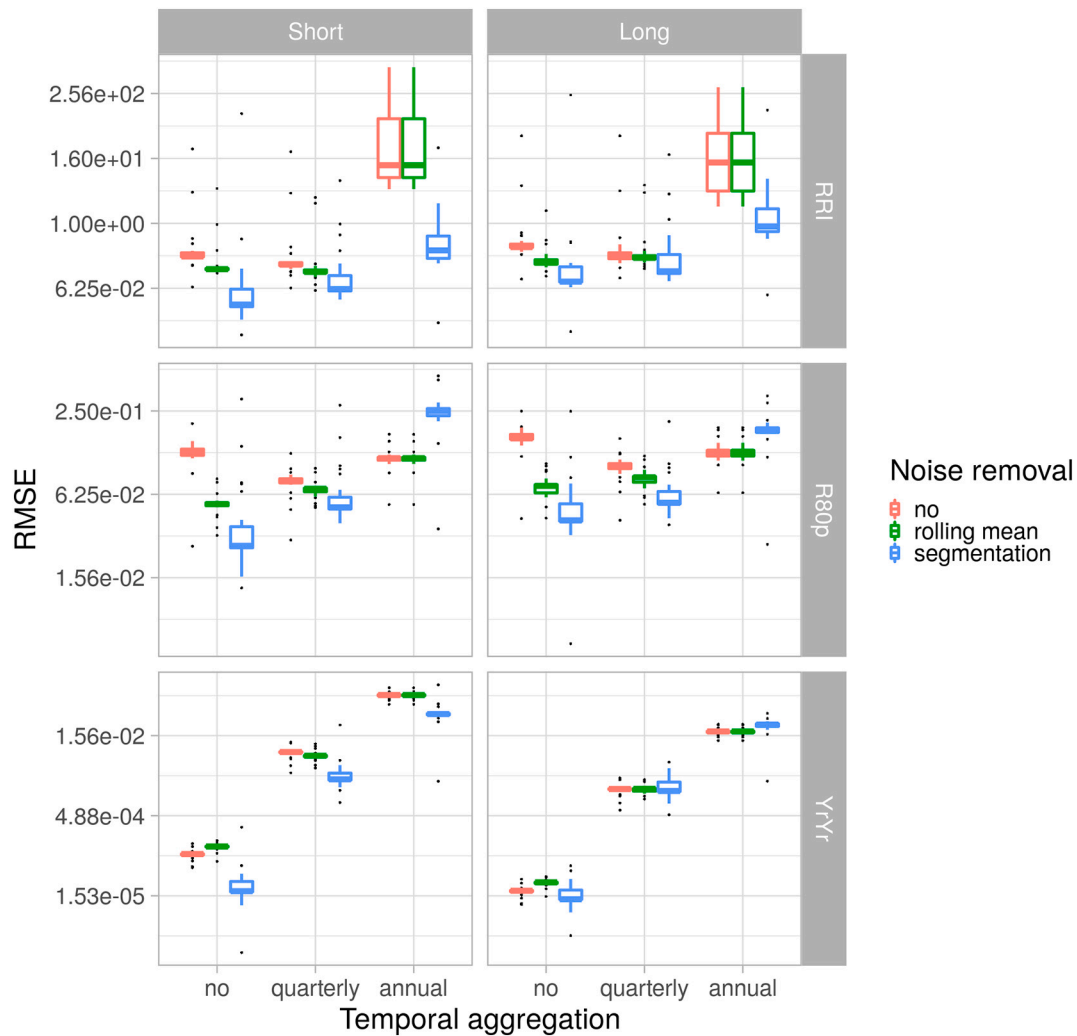 Short
Long
2.56e+02
1.60e+01
1.00e+00
6.25e-02
RRI
2.50e-01
6.25e-02
1.56e-02
R80p
1.56e-02
4.88e-04
1.53e-05
YrYr
RMSE
no
quarterly
annual
no
quarterly
annual
Temporal aggregation
Noise removal
no
rolling mean
segmentation